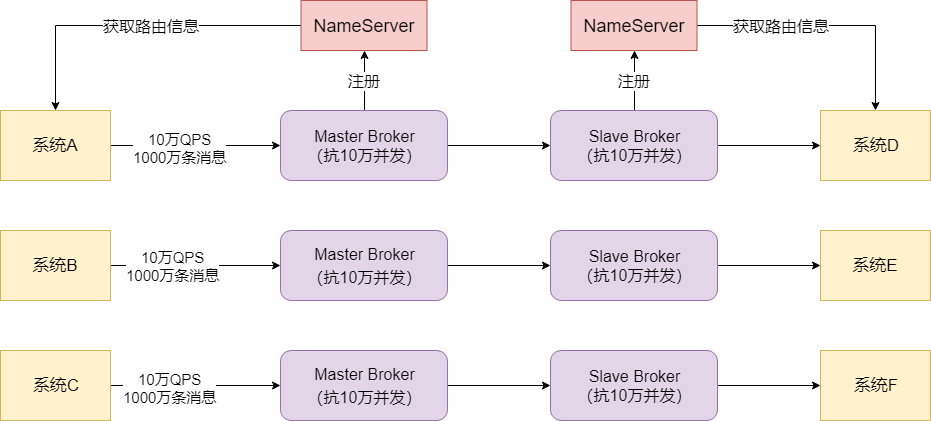 获取路由信息
NameServer
NameServer
获取路由信息
注册
注册
系统A
10万QPS
1000万条消息
Master Broker
(抗10万并发)
Slave Broker
(抗10万并发)
系统D
系统B
10万QPS
1000万条消息
Master Broker
(抗10万并发)
Slave Broker
(抗10万并发)
系统E
系统C
10万QPS
1000万条消息
Master Broker
(抗10万并发)
Slave Broker
(抗10万并发)
系统F